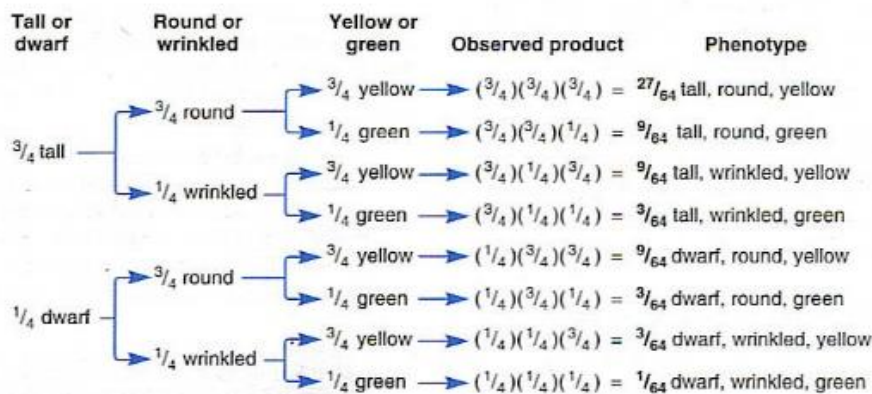 Tall or dwarf
Round or wrinkled
Yellow or green
Observed product
Phenotype
3/4 tall
3/4 round
3/4 yellow (3/4)(3/4)(3/4) = 27/64 tall, round, yellow
1/4 green (3/4)(3/4)(1/4) = 9/64 tall, round, green
1/4 wrinkled
3/4 yellow (3/4)(1/4)(3/4) = 9/64 tall, wrinkled, yellow
1/4 green (3/4)(1/4)(1/4) = 3/64 tall, wrinkled, green
1/4 dwarf
3/4 round
3/4 yellow (1/4)(3/4)(3/4) = 9/64 dwarf, round, yellow
1/4 green (1/4)(3/4)(1/4) = 3/64 dwarf, round, green
1/4 wrinkled
3/4 yellow (1/4)(1/4)(3/4) = 3/64 dwarf, wrinkled, yellow
1/4 green (1/4)(1/4)(1/4) = 1/64 dwarf, wrinkled, green